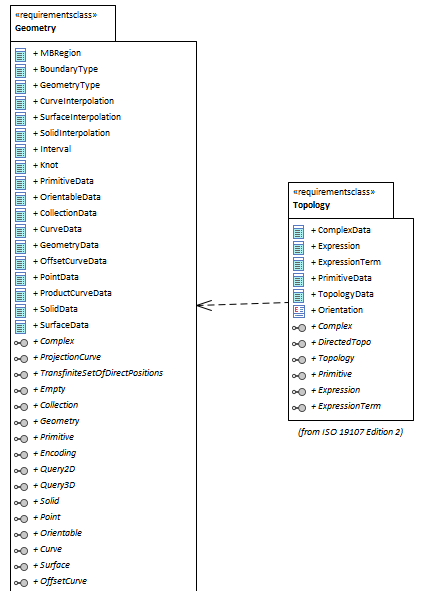 «requirementsclass»
Geometry
+ MBRegion
+ BoundaryType
+ GeometryType
+ CurveInterpolation
+ SurfaceInterpolation
+ SolidInterpolation
+ Interval
+ Knot
+ PrimitiveData
+ OrientableData
+ CollectionData
+ CurveData
+ GeometryData
+ OffsetCurveData
+ PointData
+ ProductCurveData
+ SolidData
+ SurfaceData
+ Complex
+ ProjectionCurve
+ TransfiniteSetOfDirectPositions
+ Empty
+ Collection
+ Geometry
+ Primitive
+ Encoding
+ Query2D
+ Query3D
+ Solid
+ Point
+ Orientable
+ Curve
+ Surface
+ OffsetCurve
«requirementsclass»
Topology
+ ComplexData
+ Expression
+ ExpressionTerm
+ PrimitiveData
+ TopologyData
+ Orientation
+ Complex
+ DirectedTopo
+ Topology
+ Primitive
+ Expression
+ ExpressionTerm
(from ISO 19107 Edition 2)